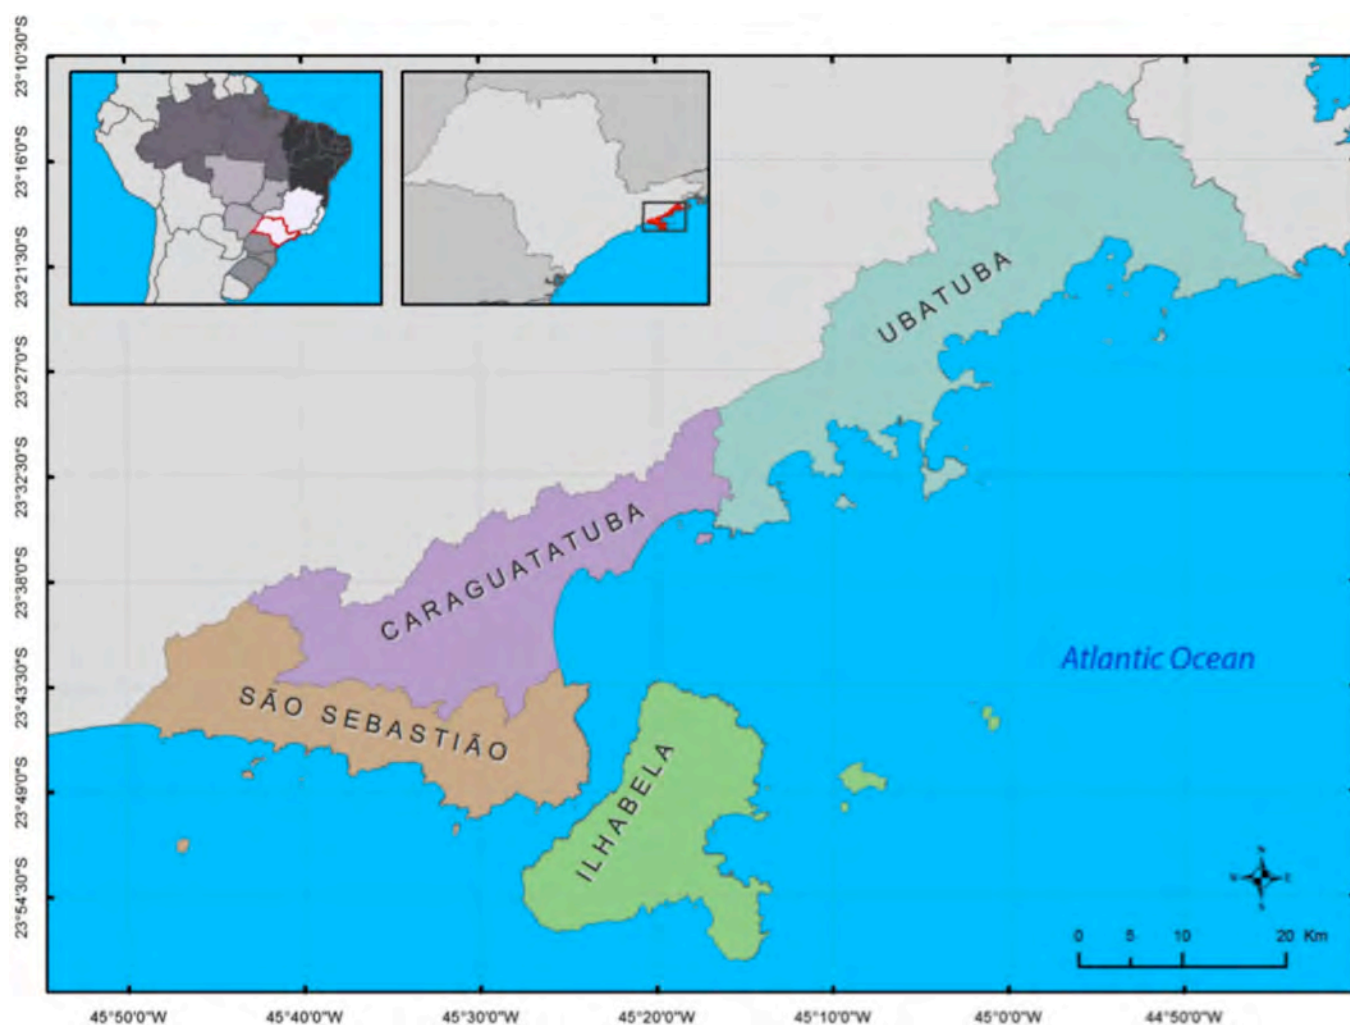 23°10'30"S
23°16'0"S
23°21'30"S
23°27'0"S
23°32'30"S
23°38'0"S
23°43'30"S
23°49'0"S
23°54'30"S
UBATUBA
CARAGUATATUBA
SÃO SEBASTIÃO
ILHABELA
Atlantic Ocean
N
W E
S
0 5 10 20 Km
45°50'0"W 45°40'0"W 45°30'0"W 45°20'0"W 45°10'0"W 45°0'0"W 44°50'0"W